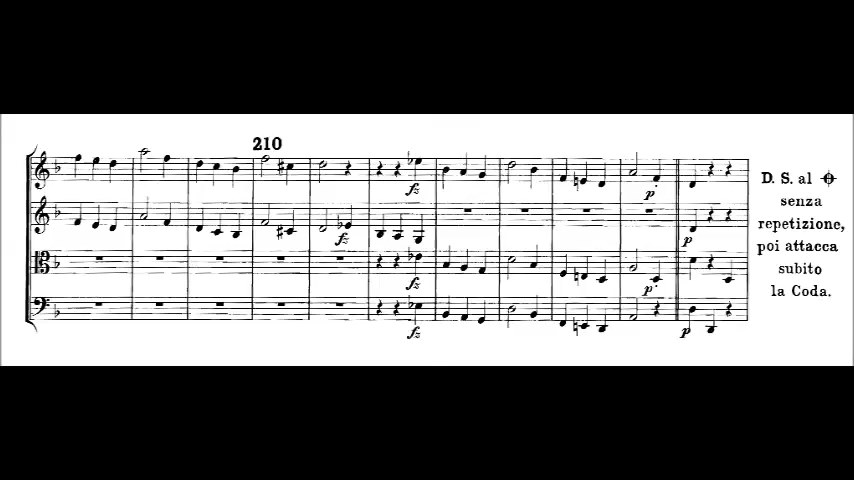 210
D. S. al
senza
repetizione,
poi attacca
subito
la Coda.
fz
fz
fz
fz
p
p
p
p